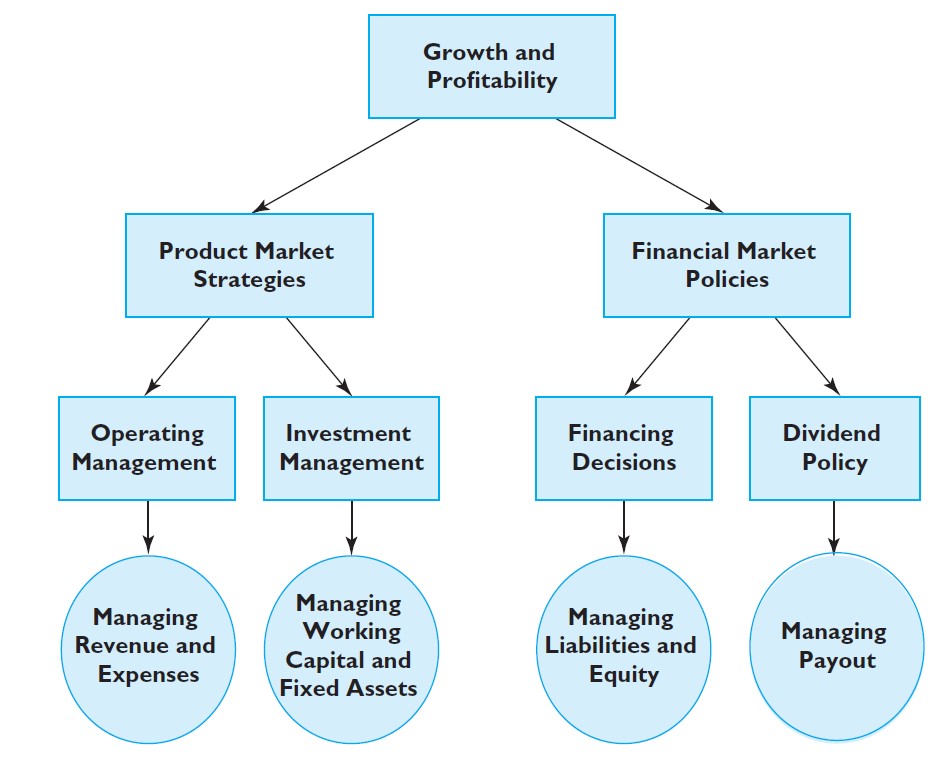 Growth and
Profitability
Product Market
Strategies
Financial Market
Policies
Operating
Management
Investment
Management
Financing
Decisions
Dividend
Policy
Managing
Revenue and
Expenses
Managing
Working
Capital and
Fixed Assets
Managing
Liabilities and
Equity
Managing
Payout